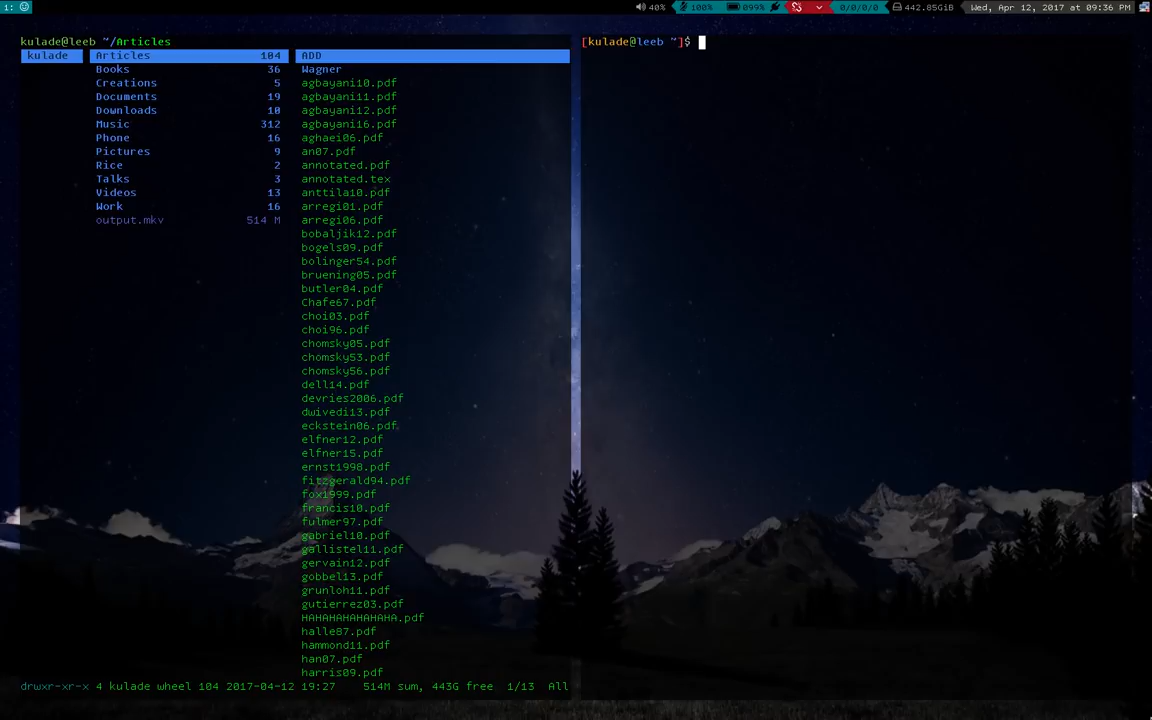 1:
40%
100%
099%
0/0/0/0
442.85GiB
Wed, Apr 12, 2017 at 09:36 PM
kulade@leeb ~/Articles
kulade
Articles 104
Books 36
Creations 5
Documents 19
Downloads 10
Music 312
Phone 16
Pictures 9
Rice 2
Talks 3
Videos 13
Work 16
output.mkv 514 M
ADD
Wagner
agbayani10.pdf
agbayani11.pdf
agbayani12.pdf
agbayani16.pdf
aghaei06.pdf
an07.pdf
annotated.pdf
annotated.tex
anttila10.pdf
arregi01.pdf
arregi06.pdf
bobaljik12.pdf
bogels09.pdf
bolinger54.pdf
bruening05.pdf
butler04.pdf
Chafe67.pdf
choi03.pdf
choi96.pdf
chomsky05.pdf
chomsky53.pdf
chomsky56.pdf
dell14.pdf
devries2006.pdf
dwivedi13.pdf
eckstein06.pdf
elfner12.pdf
elfner15.pdf
ernst1998.pdf
fitzgerald94.pdf
fox1999.pdf
francis10.pdf
fulmer97.pdf
gabriel10.pdf
gallistel11.pdf
gervain12.pdf
gobbel13.pdf
grunloh11.pdf
gutierrez03.pdf
HAHAHAHAHAHA.pdf
halle87.pdf
hammond11.pdf
han07.pdf
harris09.pdf
drwxr-xr-x 4 kulade wheel 104 2017-04-12 19:27 514M sum, 443G free 1/13 All
[kulade@leeb ~]$